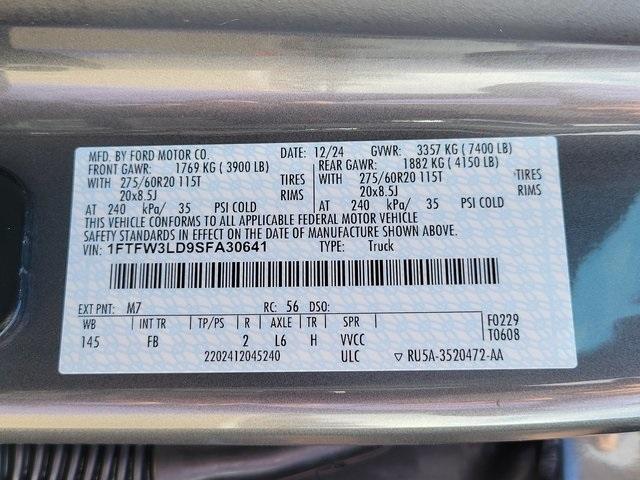 MFD. BY FORD MOTOR CO. DATE: 12/24 GVWR: 3357 KG ( 7400 LB)
FRONT GAWR: 1769 KG ( 3900 LB) REAR GAWR: 1882 KG ( 4150 LB)
WITH 275/60R20 115T TIRES WITH 275/60R20 115T TIRES
20x8.5J RIMS 20x8.5J RIMS
AT 240 kPa/ 35 PSI COLD AT 240 kPa/ 35 PSI COLD
THIS VEHICLE CONFORMS TO ALL APPLICABLE FEDERAL MOTOR VEHICLE
SAFETY STANDARDS IN EFFECT ON THE DATE OF MANUFACTURE SHOWN ABOVE.
VIN: 1FTFW3LD9SFA30641 TYPE: Truck
EXT PNT: M7 RC: 56 DSO:
WB INT TR TP/PS R AXLE TR SPR F0229
145 FB 2 L6 H VVCC T0608
2202412045240 ULC ▽ RU5A-3520472-AA